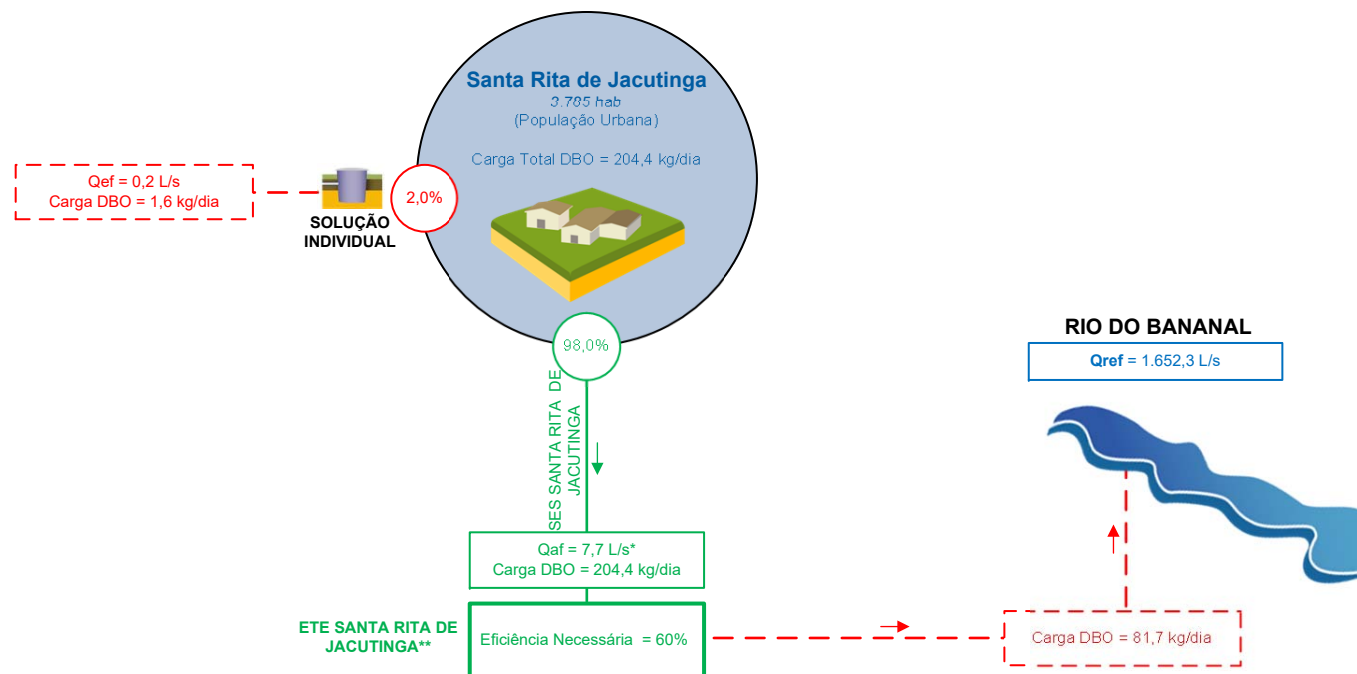 Santa Rita de Jacutinga
3.785 hab
(População Urbana)
Carga Total DBO = 204,4 kg/dia
Qef = 0,2 L/s
Carga DBO = 1,6 kg/dia
SOLUÇÃO
INDIVIDUAL
2,0%
98,0%
SES SANTA RITA DE
JACUTINGA
Qaf = 7,7 L/s*
Carga DBO = 204,4 kg/dia
ETE SANTA RITA DE
JACUTINGA**
Eficiência Necessária = 60%
RIO DO BANANAL
Qref = 1.652,3 L/s
Carga DBO = 81,7 kg/dia